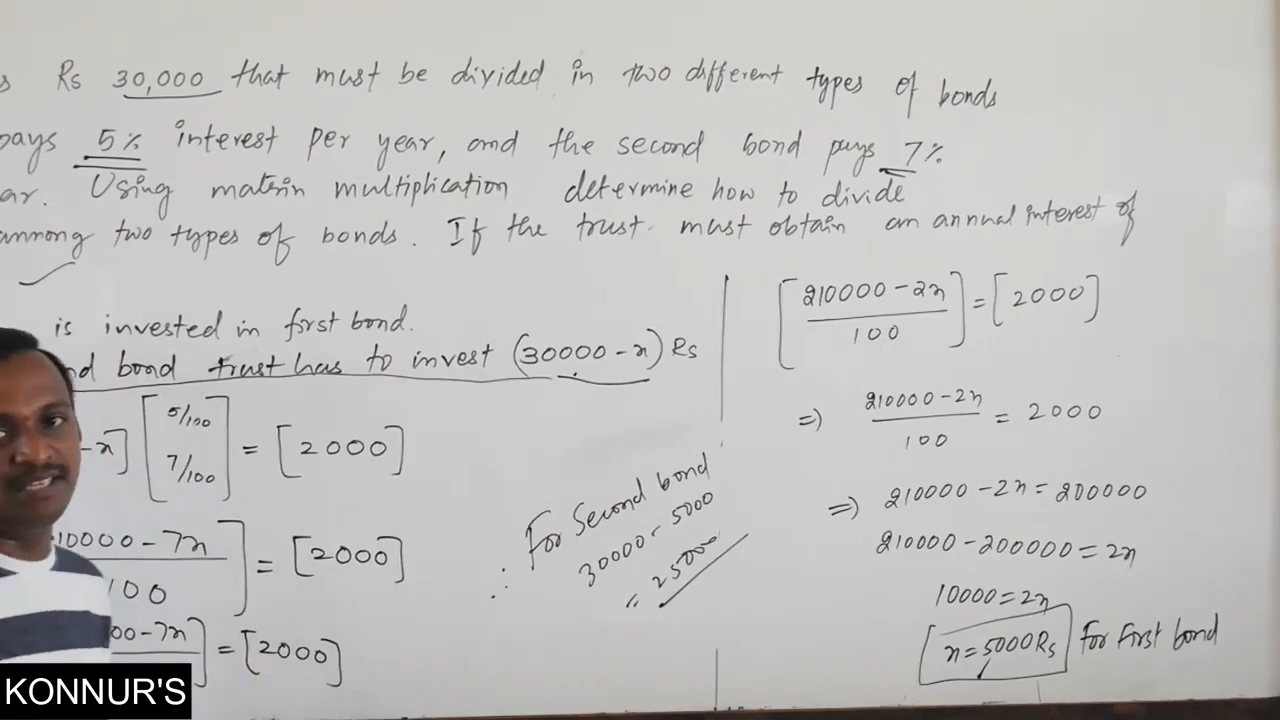 s Rs 30,000 that must be divided in two different types of bonds
pays 5% interest per year, and the second bond pays 7%
ar. Using matrix multiplication determine how to divide
ammong two types of bonds. If the trust must obtain an annual interest of
is invested in first bond.
nd bond trust has to invest (30000 - x) Rs
- x] [5/100 7/100] = [2000]
10000 - 7x / 100] = [2000]
00 - 7x] = [2000]
∴ For Second bond
30000 - 5000
= 25000
[210000 - 2x / 100] = [2000]
=) 210000 - 2x / 100 = 2000
=) 210000 - 2x = 200000
210000 - 200000 = 2x
10000 = 2x
x = 5000 Rs for first bond
KONNUR'S